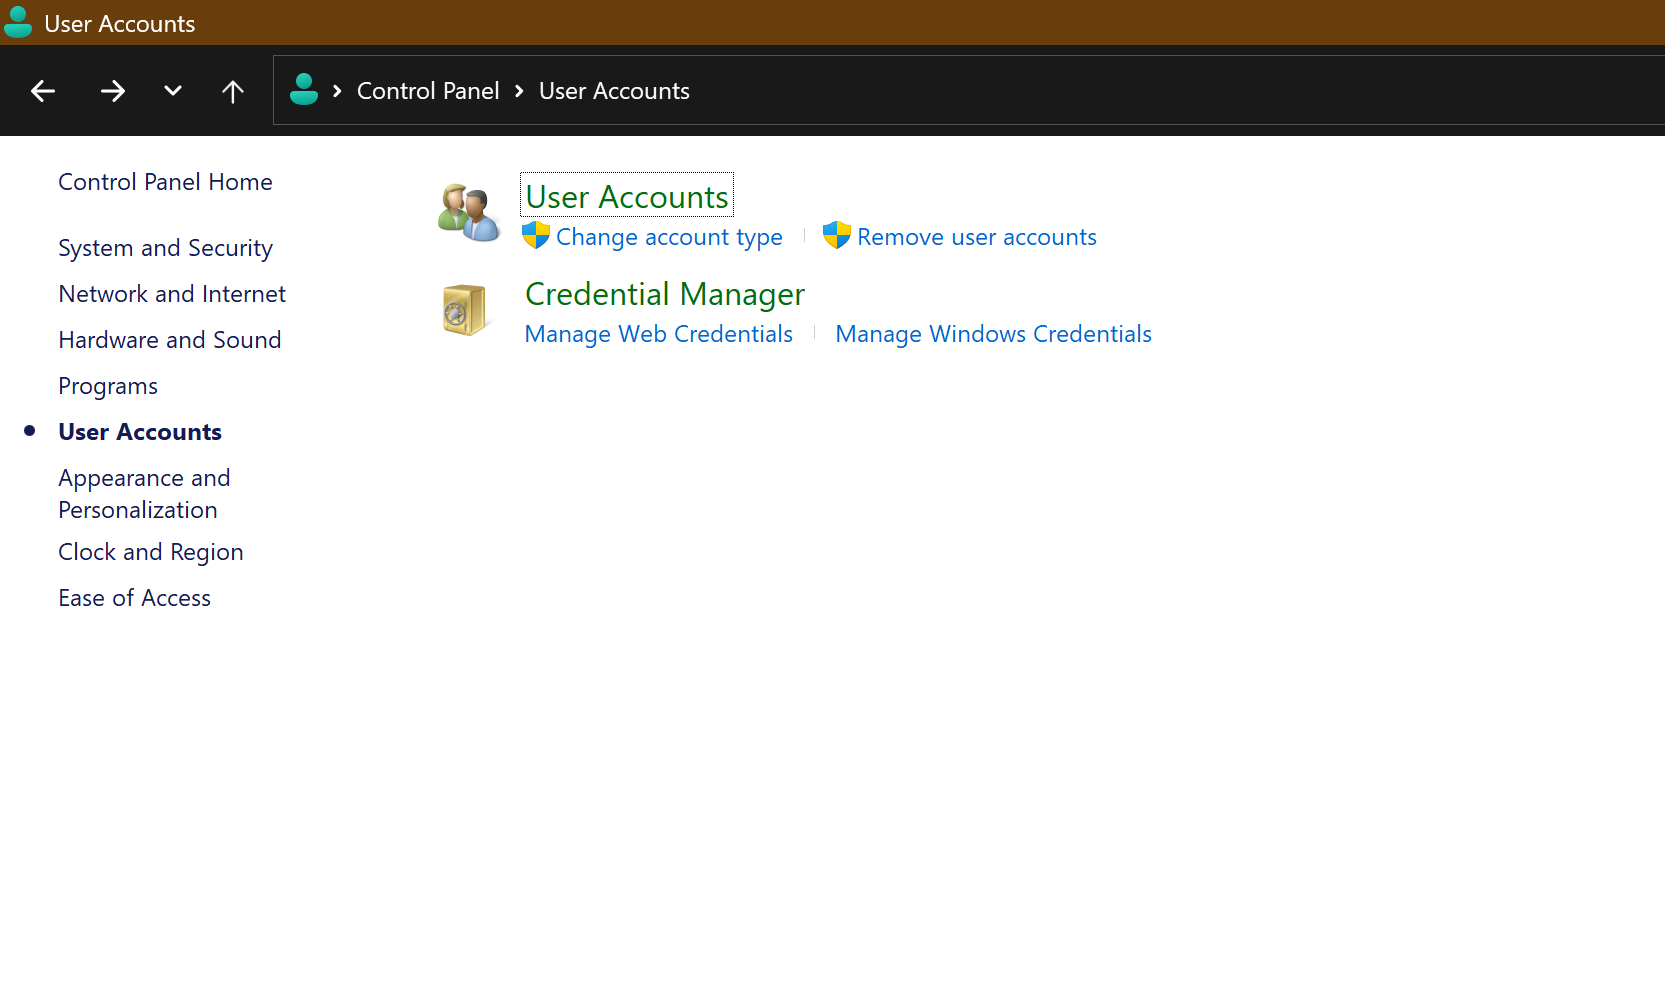 User Accounts
Control Panel User Accounts
Control Panel Home
System and Security
Network and Internet
Hardware and Sound
Programs
User Accounts
Appearance and
Personalization
Clock and Region
Ease of Access
User Accounts
Change account type Remove user accounts
Credential Manager
Manage Web Credentials Manage Windows Credentials